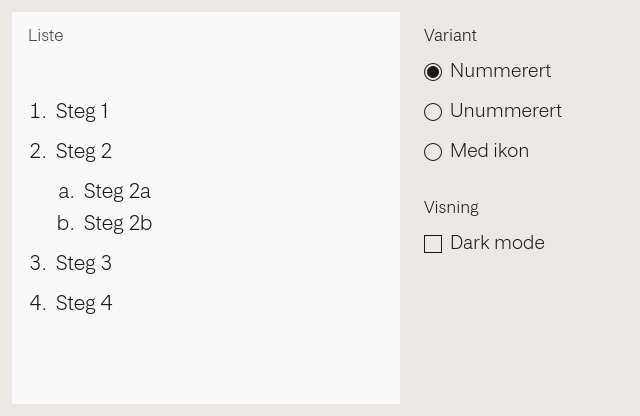 Liste
1. Steg 1
2. Steg 2
a. Steg 2a
b. Steg 2b
3. Steg 3
4. Steg 4
Variant
Nummerert
Unummerert
Med ikon
Visning
Dark mode